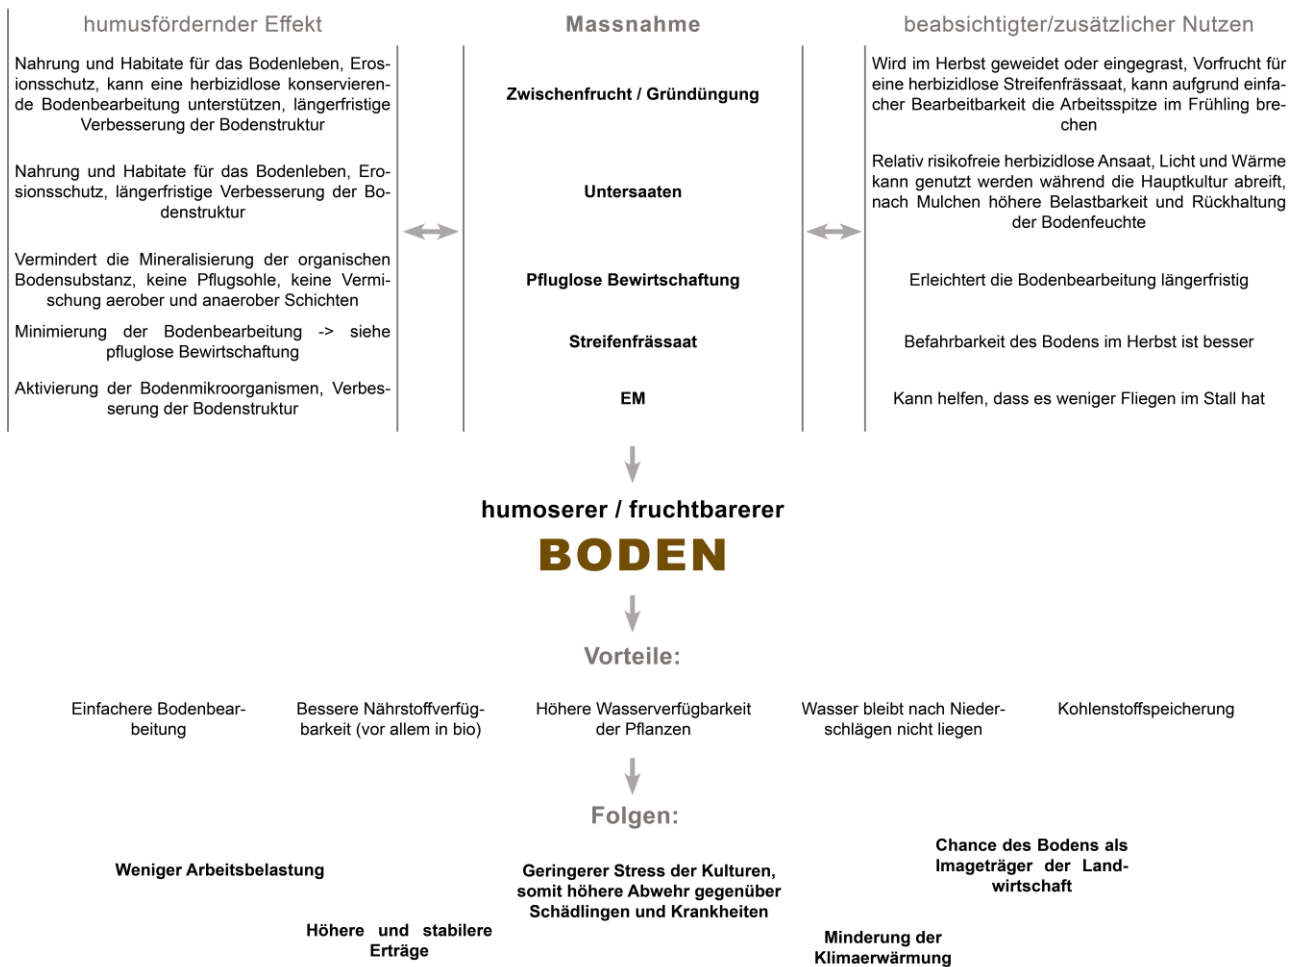 humusfördernder Effekt
Massnahme
beabsichtigter/zusätzlicher Nutzen
Nahrung und Habitate für das Bodenleben, Ero-
sionsschutz, kann eine herbizidlose konservieren-
de Bodenbearbeitung unterstützen, längerfristige
Verbesserung der Bodenstruktur
Zwischenfrucht / Gründüngung
Wird im Herbst geweidet oder eingegrast, Vorfrucht für
eine herbizidlose Streifenfrässaat, kann aufgrund einfa-
cher Bearbeitbarkeit die Arbeitsspitze im Frühling bre-
chen
Nahrung und Habitate für das Bodenleben, Ero-
sionsschutz, längerfristige Verbesserung der Bo-
denstruktur
Untersaaten
Relativ risikofreie herbizidlose Ansaat, Licht und Wärme
kann genutzt werden während die Hauptkultur abreift,
nach Mulchen höhere Belastbarkeit und Rückhaltung
der Bodenfeuchte
Vermindert die Mineralisierung der organischen
Bodensubstanz, keine Pflugsohle, keine Vermi-
schung aerober und anaerober Schichten
Pfluglose Bewirtschaftung
Erleichtert die Bodenbearbeitung längerfristig
Minimierung der Bodenbearbeitung -> siehe
pfluglose Bewirtschaftung
Streifenfrässaat
Befahrbarkeit des Bodens im Herbst ist besser
Aktivierung der Bodenmikroorganismen, Verbes-
serung der Bodenstruktur
EM
Kann helfen, dass es weniger Fliegen im Stall hat
humoserer / fruchtbarerer
BODEN
Vorteile:
Einfachere Bodenbear-
beitung
Bessere Nährstoffverfüg-
barkeit (vor allem in bio)
Höhere Wasserverfügbarkeit
der Pflanzen
Wasser bleibt nach Nieder-
schlägen nicht liegen
Kohlenstoffspeicherung
Folgen:
Weniger Arbeitsbelastung
Höhere und stabilere
Erträge
Geringerer Stress der Kulturen,
somit höhere Abwehr gegenüber
Schädlingen und Krankheiten
Minderung der
Klimaerwärmung
Chance des Bodens als
Imageträger der Land-
wirtschaft